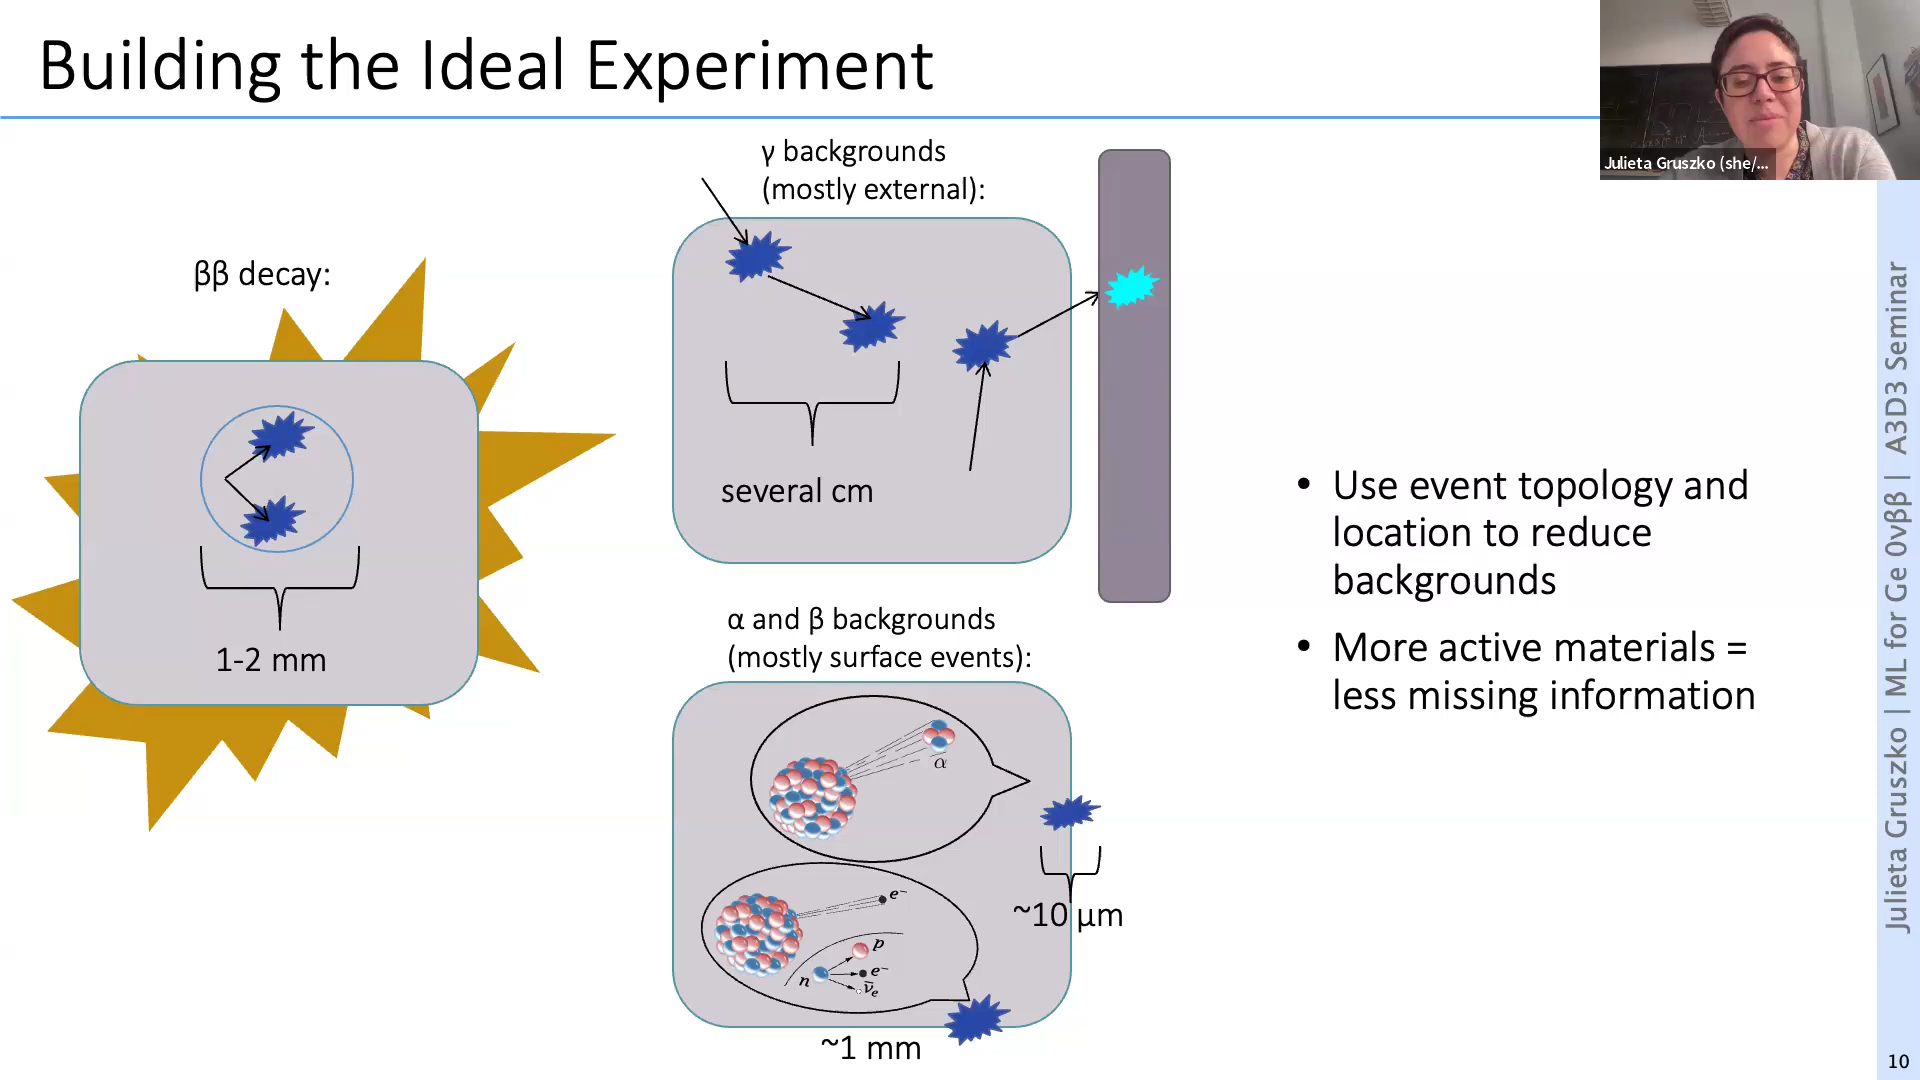 Building the Ideal Experiment
Julieta Gruszko (she/...
ββ decay:
1-2 mm
γ backgrounds
(mostly external):
several cm
α and β backgrounds
(mostly surface events):
α
~10 μm
e⁻
p
n
e⁻
ν̄ₑ
~1 mm
• Use event topology and
location to reduce
backgrounds
• More active materials =
less missing information
Julieta Gruszko | ML for Ge 0νββ | A3D3 Seminar
10